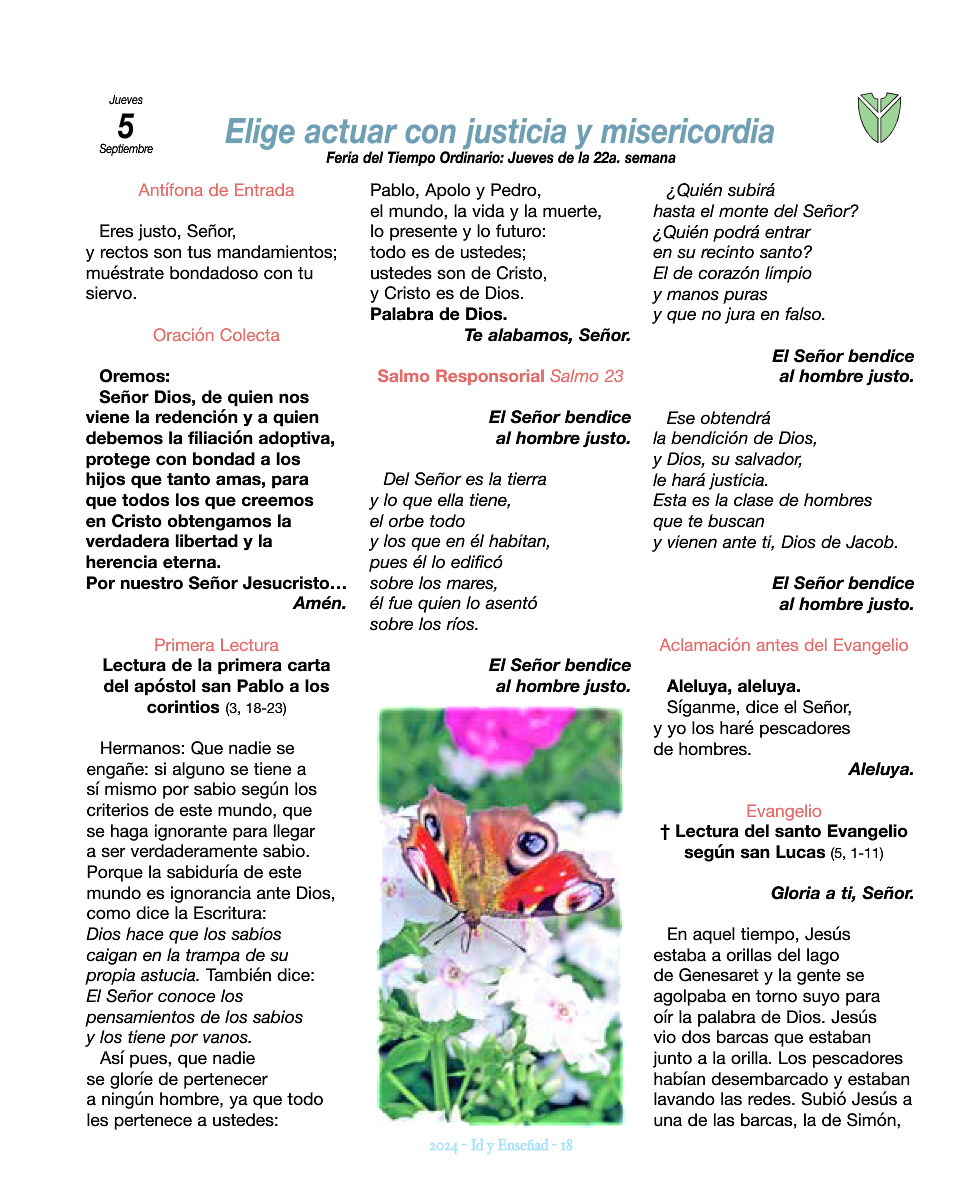 Jueves
5
Septiembre
Elige actuar con justicia y misericordia
Feria del Tiempo Ordinario: Jueves de la 22a. semana
Antífona de Entrada
Eres justo, Señor,
y rectos son tus mandamientos;
muéstrate bondadoso con tu
siervo.
Oración Colecta
Oremos:
Señor Dios, de quien nos
viene la redención y a quien
debemos la filiación adoptiva,
protege con bondad a los
hijos que tanto amas, para
que todos los que creemos
en Cristo obtengamos la
verdadera libertad y la
herencia eterna.
Por nuestro Señor Jesucristo…
Amén.
Primera Lectura
Lectura de la primera carta
del apóstol san Pablo a los
corintios (3, 18-23)
Hermanos: Que nadie se
engañe: si alguno se tiene a
sí mismo por sabio según los
criterios de este mundo, que
se haga ignorante para llegar
a ser verdaderamente sabio.
Porque la sabiduría de este
mundo es ignorancia ante Dios,
como dice la Escritura:
Dios hace que los sabios
caigan en la trampa de su
propia astucia. También dice:
El Señor conoce los
pensamientos de los sabios
y los tiene por vanos.
Así pues, que nadie
se gloríe de pertenecer
a ningún hombre, ya que todo
les pertenece a ustedes:
Pablo, Apolo y Pedro,
el mundo, la vida y la muerte,
lo presente y lo futuro:
todo es de ustedes;
ustedes son de Cristo,
y Cristo es de Dios.
Palabra de Dios.
Te alabamos, Señor.
Salmo Responsorial Salmo 23
El Señor bendice
al hombre justo.
Del Señor es la tierra
y lo que ella tiene,
el orbe todo
y los que en él habitan,
pues él lo edificó
sobre los mares,
él fue quien lo asentó
sobre los ríos.
El Señor bendice
al hombre justo.
¿Quién subirá
hasta el monte del Señor?
¿Quién podrá entrar
en su recinto santo?
El de corazón limpio
y manos puras
y que no jura en falso.
El Señor bendice
al hombre justo.
Ese obtendrá
la bendición de Dios,
y Dios, su salvador,
le hará justicia.
Esta es la clase de hombres
que te buscan
y vienen ante ti, Dios de Jacob.
El Señor bendice
al hombre justo.
Aclamación antes del Evangelio
Aleluya, aleluya.
Síganme, dice el Señor,
y yo los haré pescadores
de hombres.
Aleluya.
Evangelio
† Lectura del santo Evangelio
según san Lucas (5, 1-11)
Gloria a ti, Señor.
En aquel tiempo, Jesús
estaba a orillas del lago
de Genesaret y la gente se
agolpaba en torno suyo para
oír la palabra de Dios. Jesús
vio dos barcas que estaban
junto a la orilla. Los pescadores
habían desembarcado y estaban
lavando las redes. Subió Jesús a
una de las barcas, la de Simón,
2024 - Id y Enseñad - 18